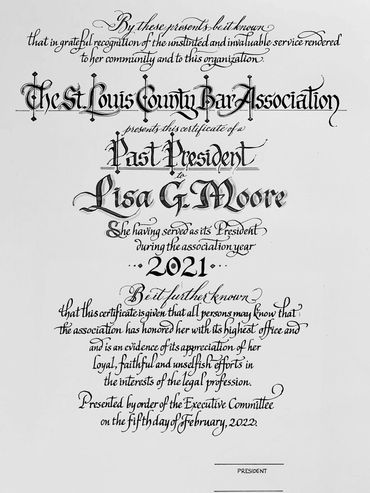 By these presents be it known
that in grateful recognition of the unstinted and invaluable service rendered
to her community and to this organization
The St. Louis County Bar Association
presents this certificate of a
Past President
to
Lisa G. Moore
She having served as its President
during the association year
2021
Be it further known
that this certificate is given that all persons may know that
the association has honored her with its highest office and
and is an evidence of its appreciation of her
loyal, faithful and unselfish efforts in
the interests of the legal profession.
Presented by order of the Executive Committee
on the fifth day of February, 2022.
PRESIDENT